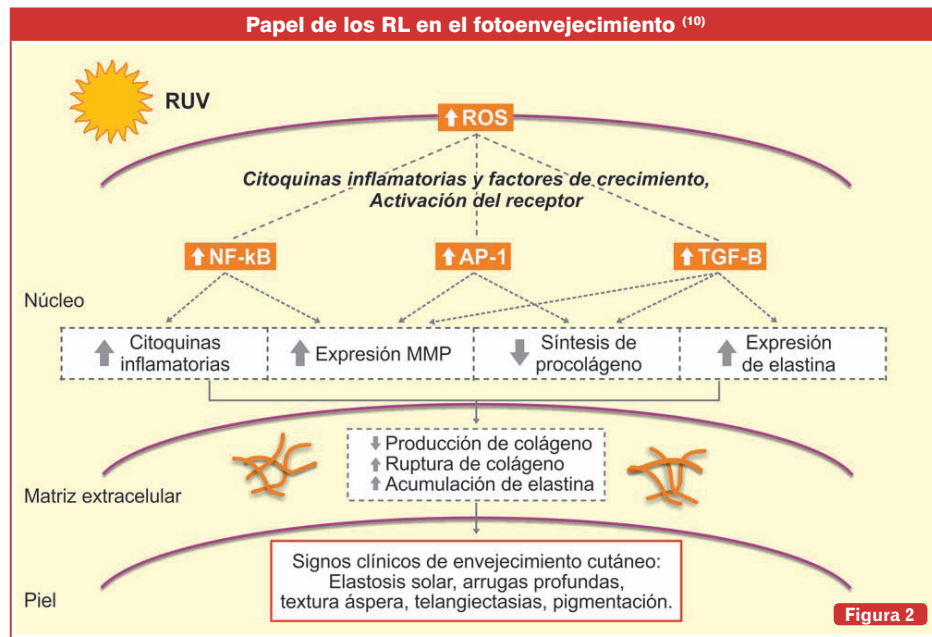 Papel de los RL en el fotoenvejecimiento (10)
RUV
ROS
Citoquinas inflamatorias y factores de crecimiento,
Activación del receptor
NF-kB
AP-1
TGF-B
Núcleo
Citoquinas
inflamatorias
Expresión MMP
Síntesis de
procolágeno
Expresión
de elastina
Producción de colágeno
Ruptura de colágeno
Acumulación de elastina
Matriz extracelular
Signos clínicos de envejecimiento cutáneo:
Elastosis solar, arrugas profundas,
textura áspera, telangiectasias, pigmentación.
Piel
Figura 2